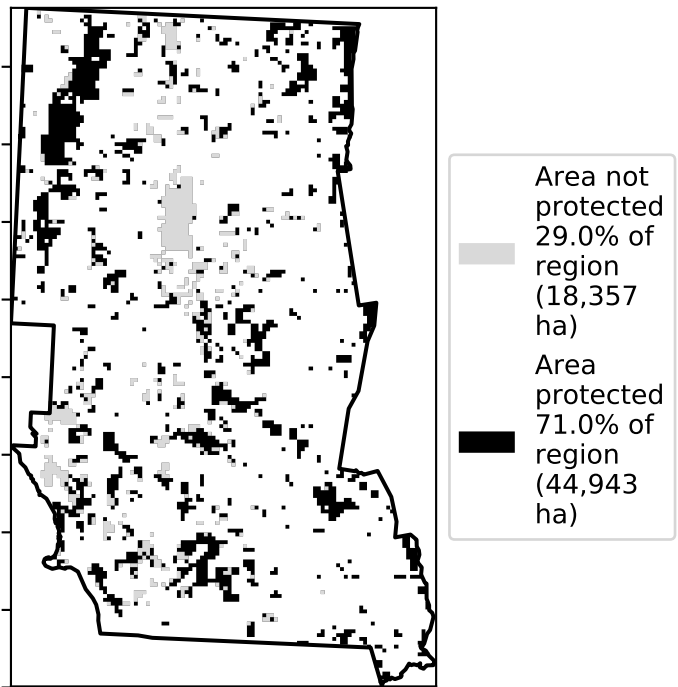 Area not
protected
29.0% of
region
(18,357
ha)
Area
protected
71.0% of
region
(44,943
ha)